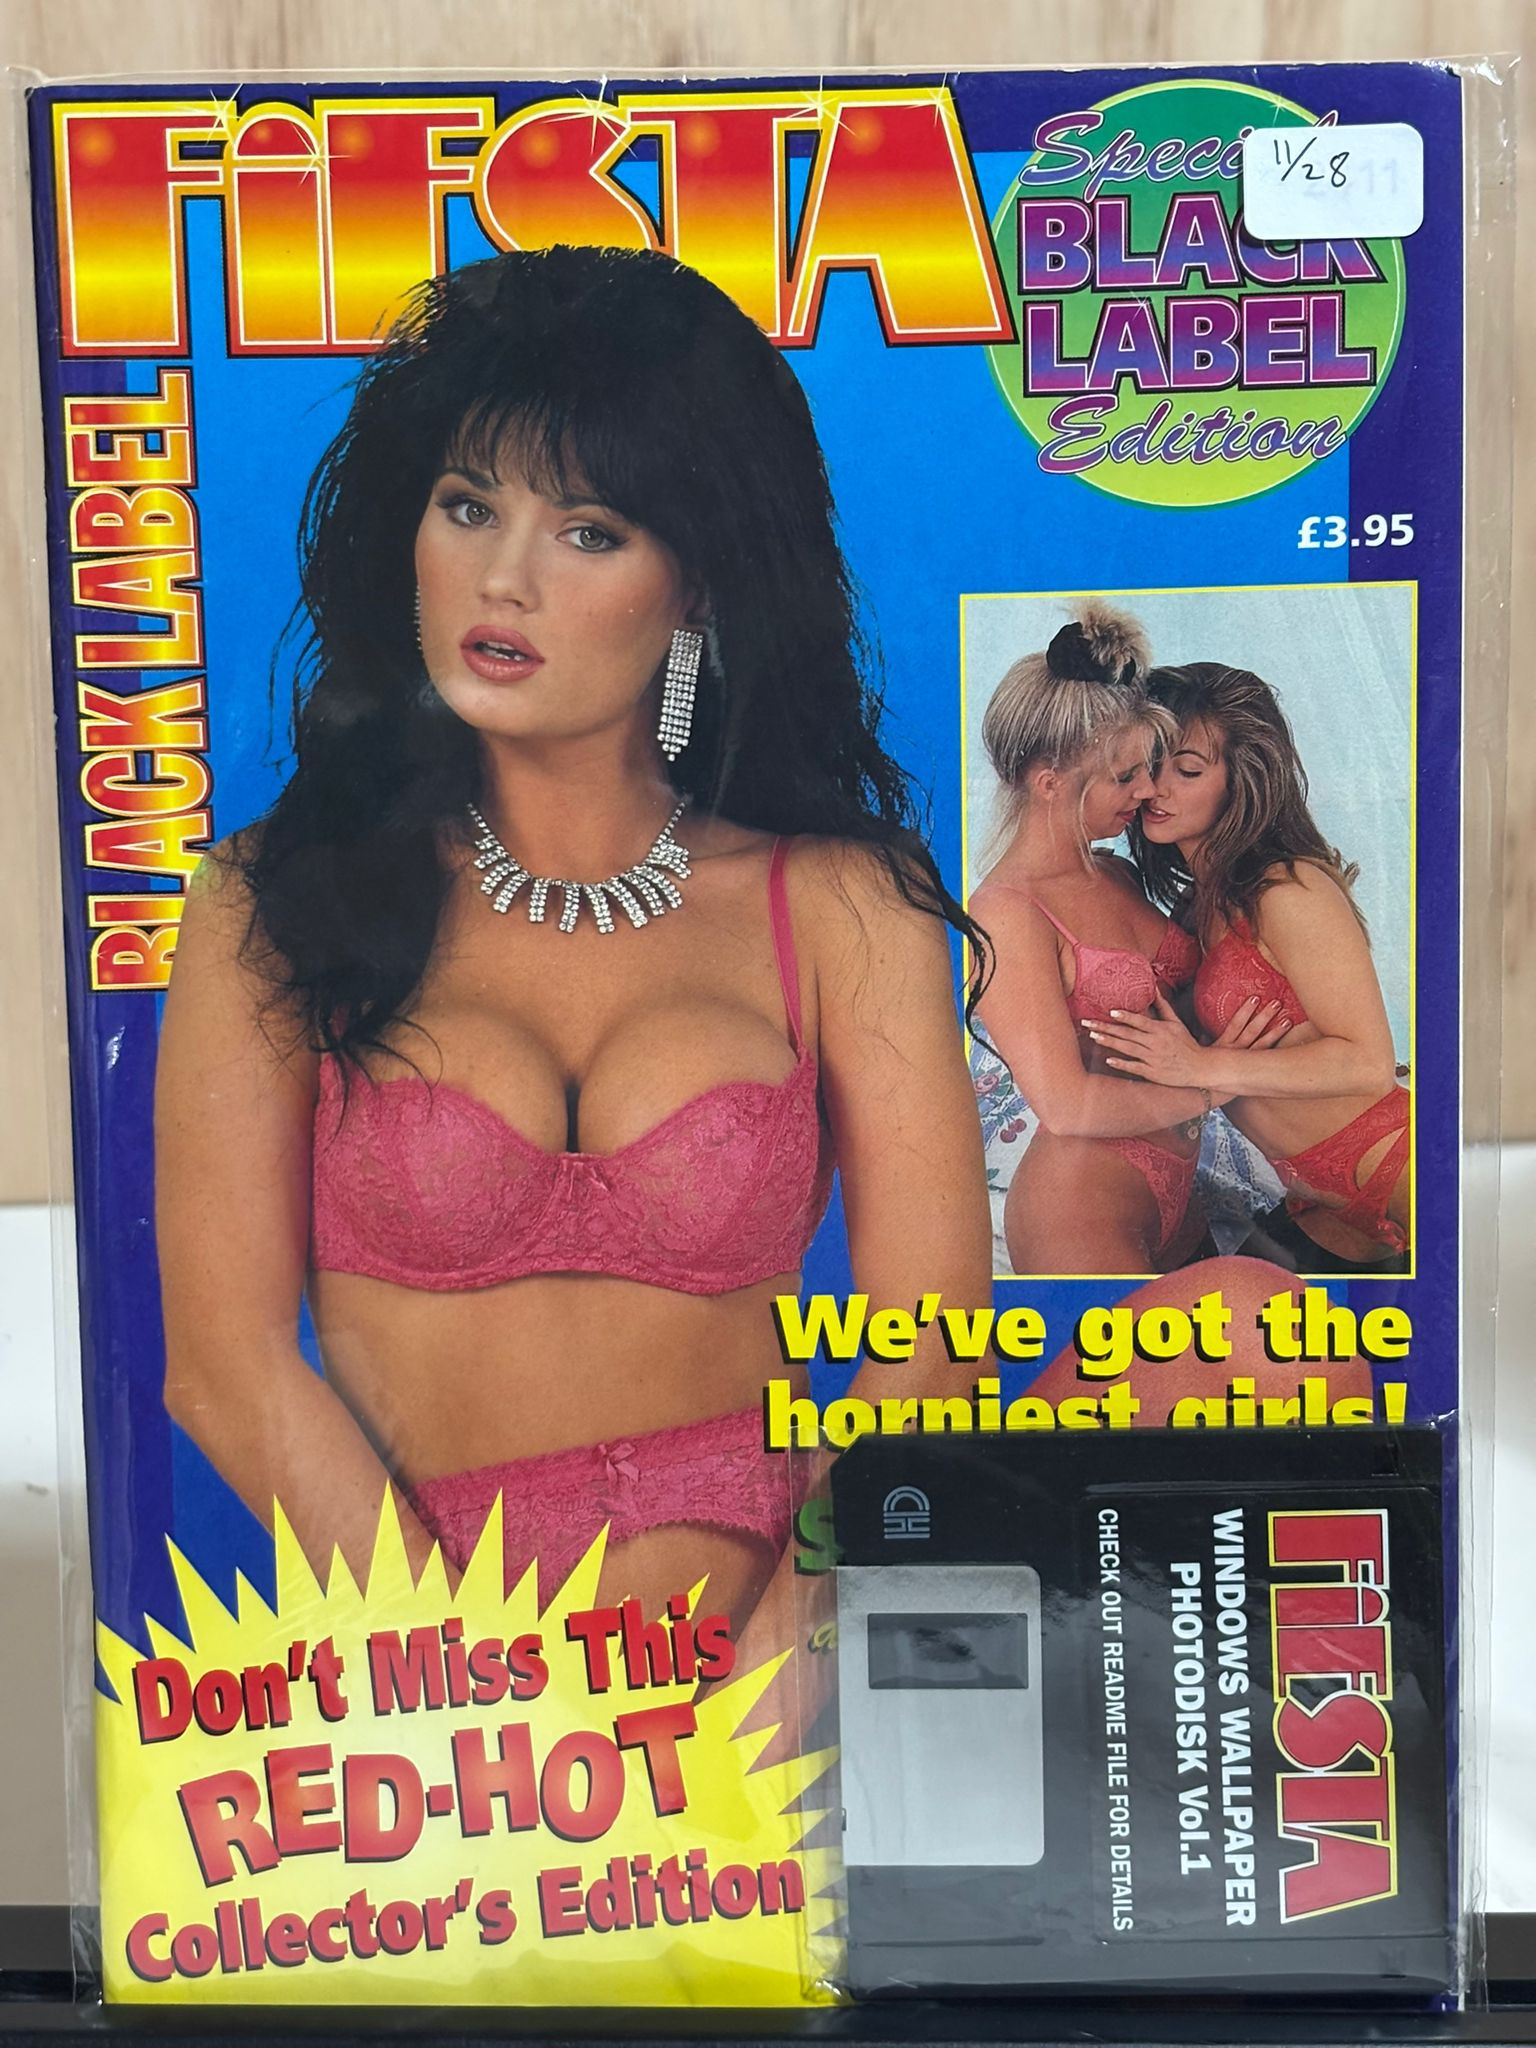 FiESTA
Special
BLACK
LABEL
Edition
11/28
£3.95
BLACK LABEL
We've got the
horniest girls!
Don't Miss This
RED-HOT
Collector's Edition
FiESTA
WINDOWS WALLPAPER
PHOTODISK Vol.1
CHECK OUT README FILE FOR DETAILS